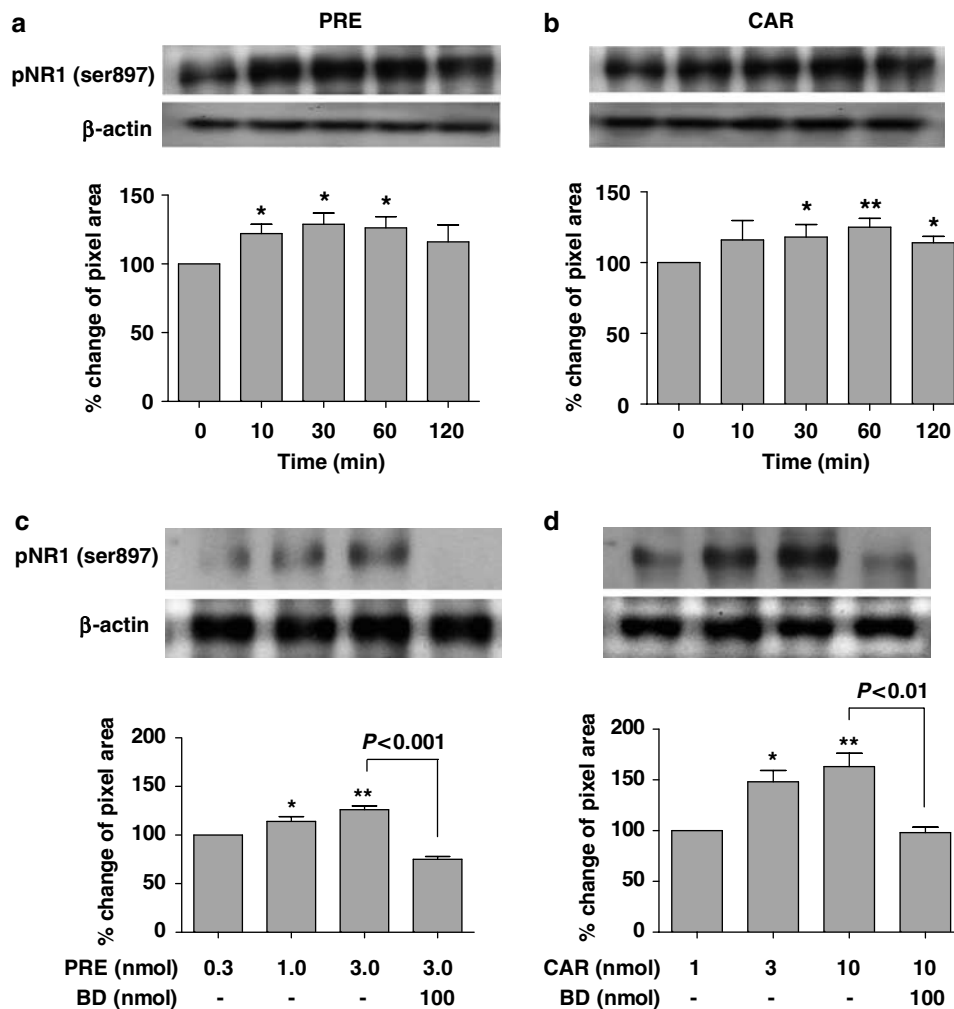 a PRE
pNR1 (ser897)
β-actin
% change of pixel area
150
100
50
0
* * *
0 10 30 60 120
Time (min)
b CAR
% change of pixel area
150
100
50
0
* ** *
0 10 30 60 120
Time (min)
c
pNR1 (ser897)
β-actin
% change of pixel area
200
150
100
50
0
P<0.001
* **
PRE (nmol) 0.3 1.0 3.0 3.0
BD (nmol) - - - 100
d
% change of pixel area
200
150
100
50
0
P<0.01
* **
CAR (nmol) 1 3 10 10
BD (nmol) - - - 100